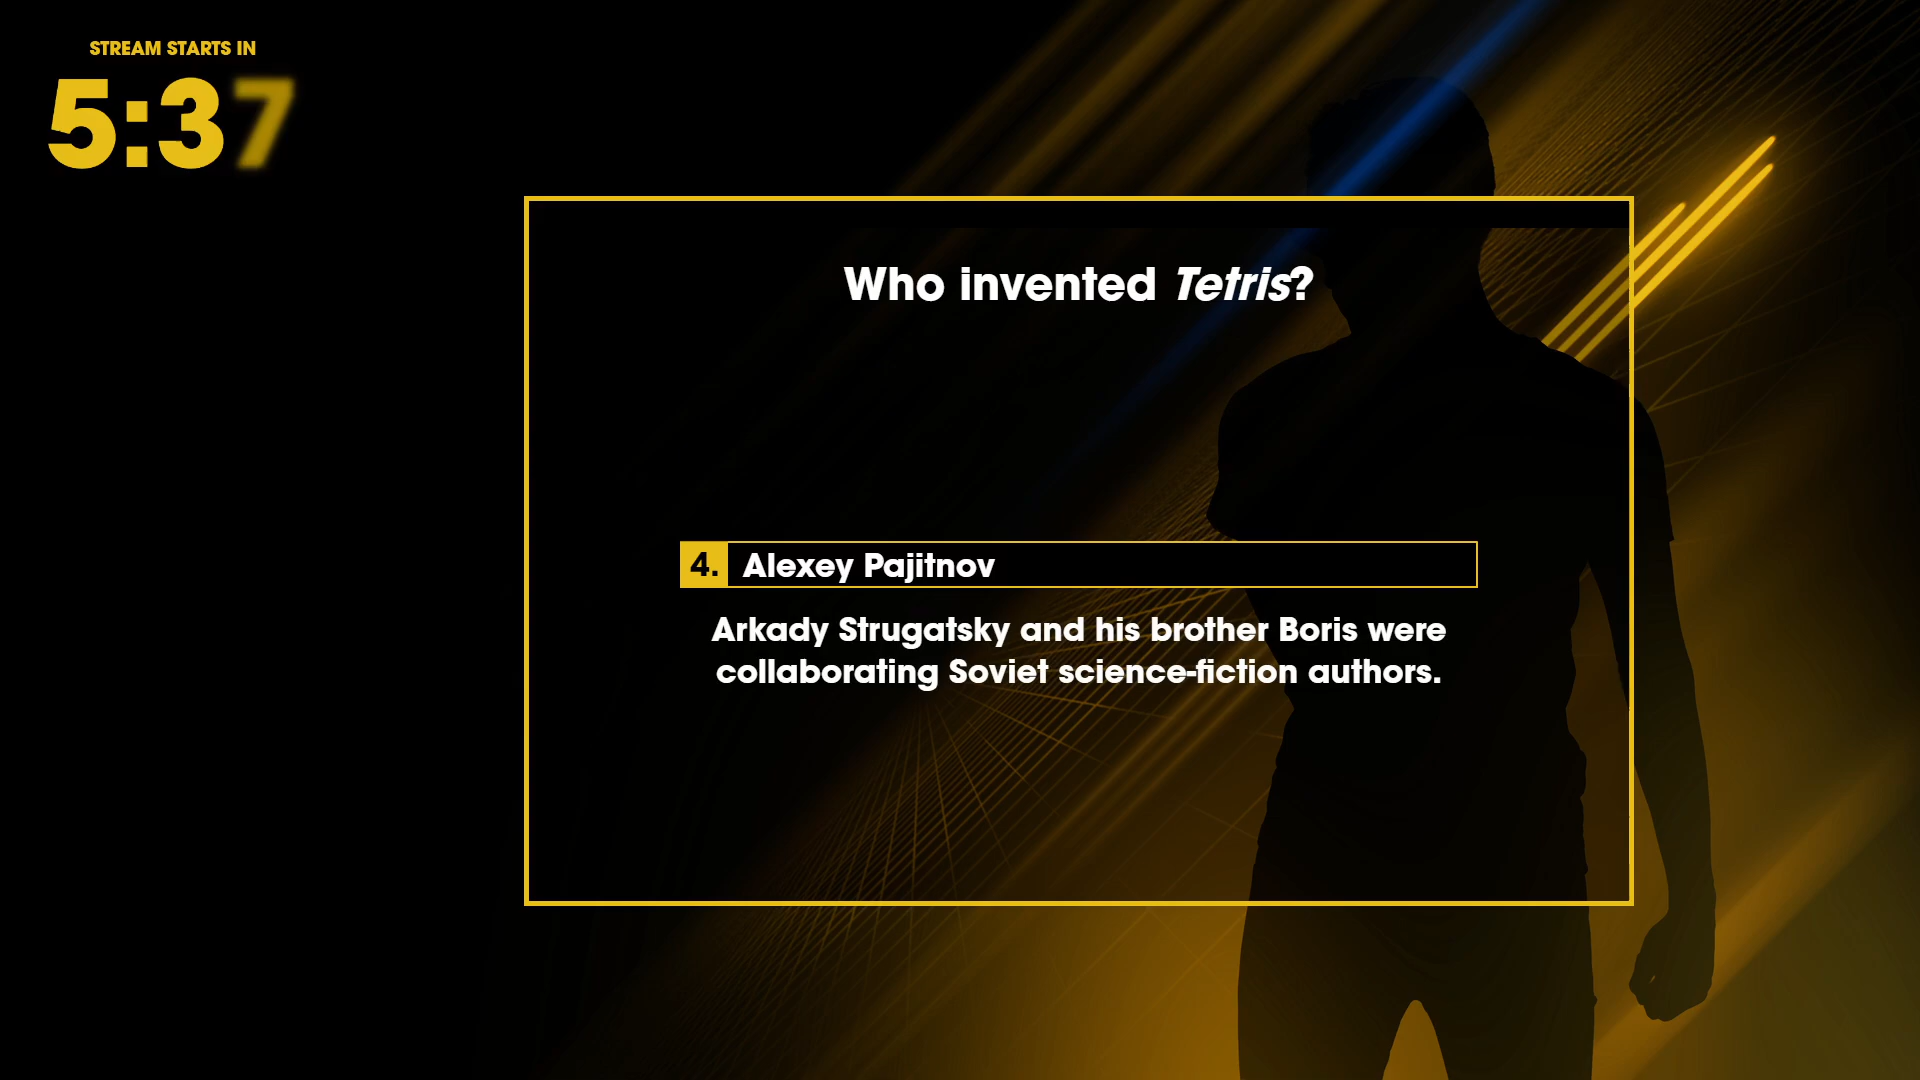 STREAM STARTS IN
5:37
Who invented Tetris?
4. Alexey Pajitnov
Arkady Strugatsky and his brother Boris were
collaborating Soviet science-fiction authors.